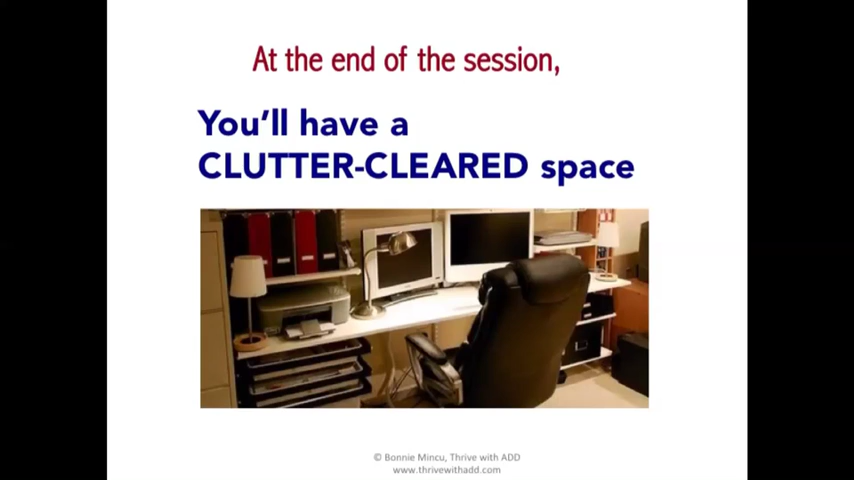 At the end of the session,
You'll have a
CLUTTER-CLEARED space
© Bonnie Mincu, Thrive with ADD
www.thrivewithadd.com